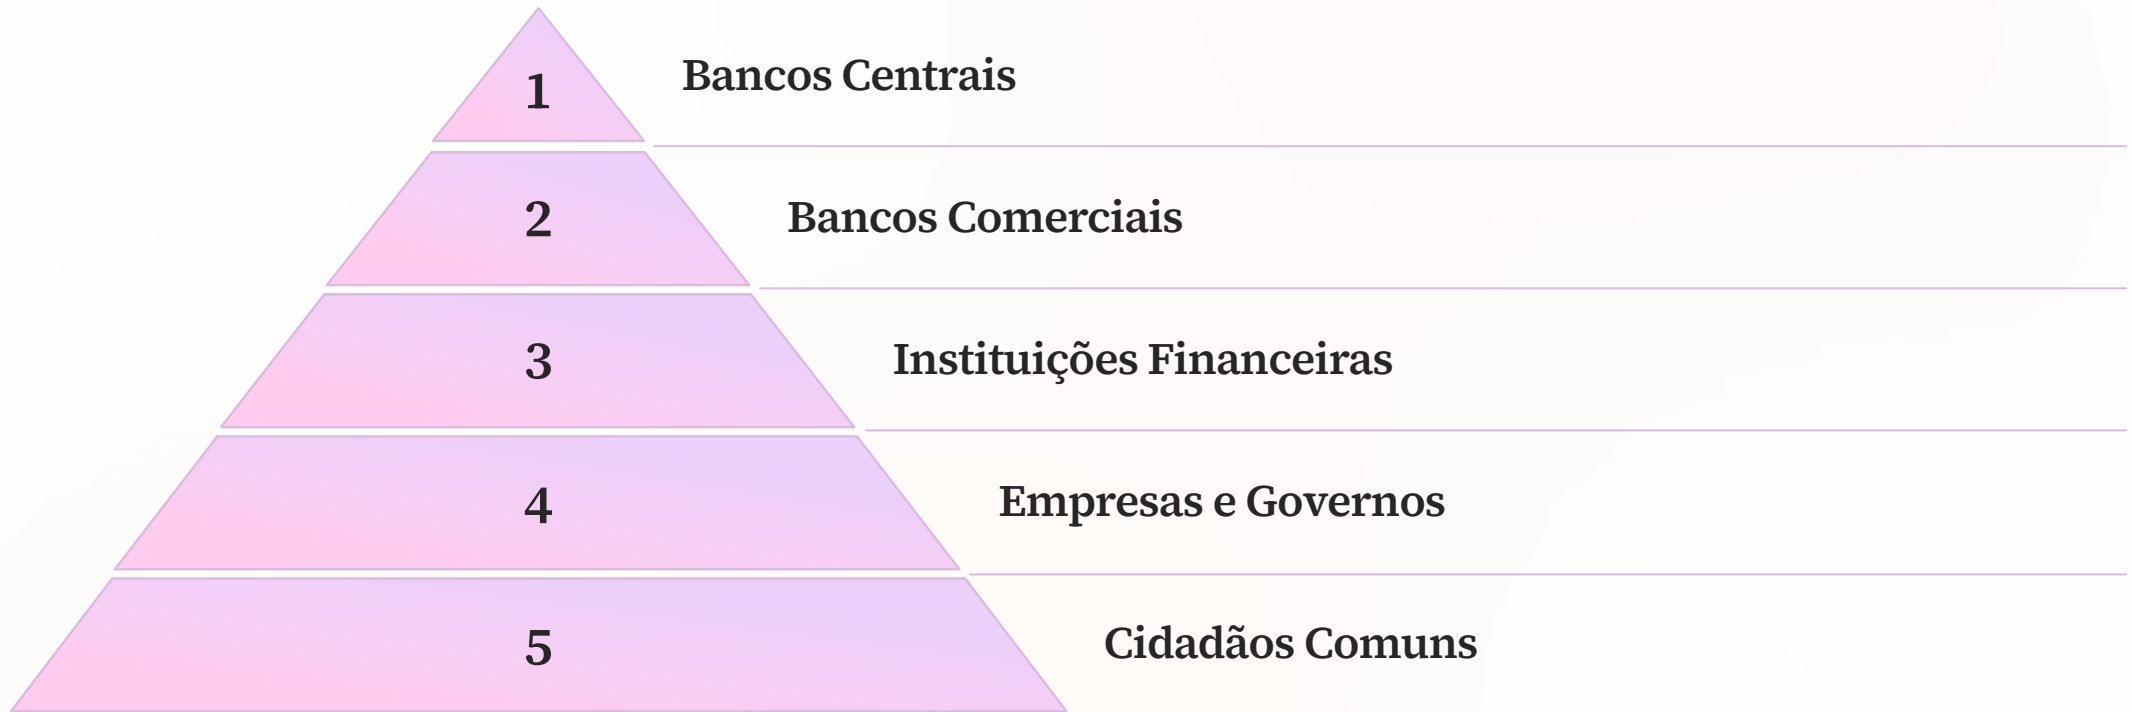 1
Bancos Centrais
2
Bancos Comerciais
3
Instituições Financeiras
4
Empresas e Governos
5
Cidadãos Comuns